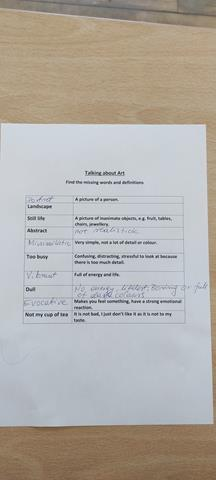 Talking about Art
Find the missing words and definitions
Portret A picture of a person.
Landscape
Still life A picture of inanimate objects, e.g. fruit, tables,
chairs, jewellery.
Abstract not realistick
Minimilatic Very simple, not a lot of detail or colour.
Too busy Confusing, distracting, stressful to look at because
there is too much detail.
Vibrant Full of energy and life.
Dull No energy, lifeless, boring or full
of dark colours
Evocative Makes you feel something, have a strong emotional
reaction.
Not my cup of tea It is not bad, I just don't like it as it is not to my
taste.